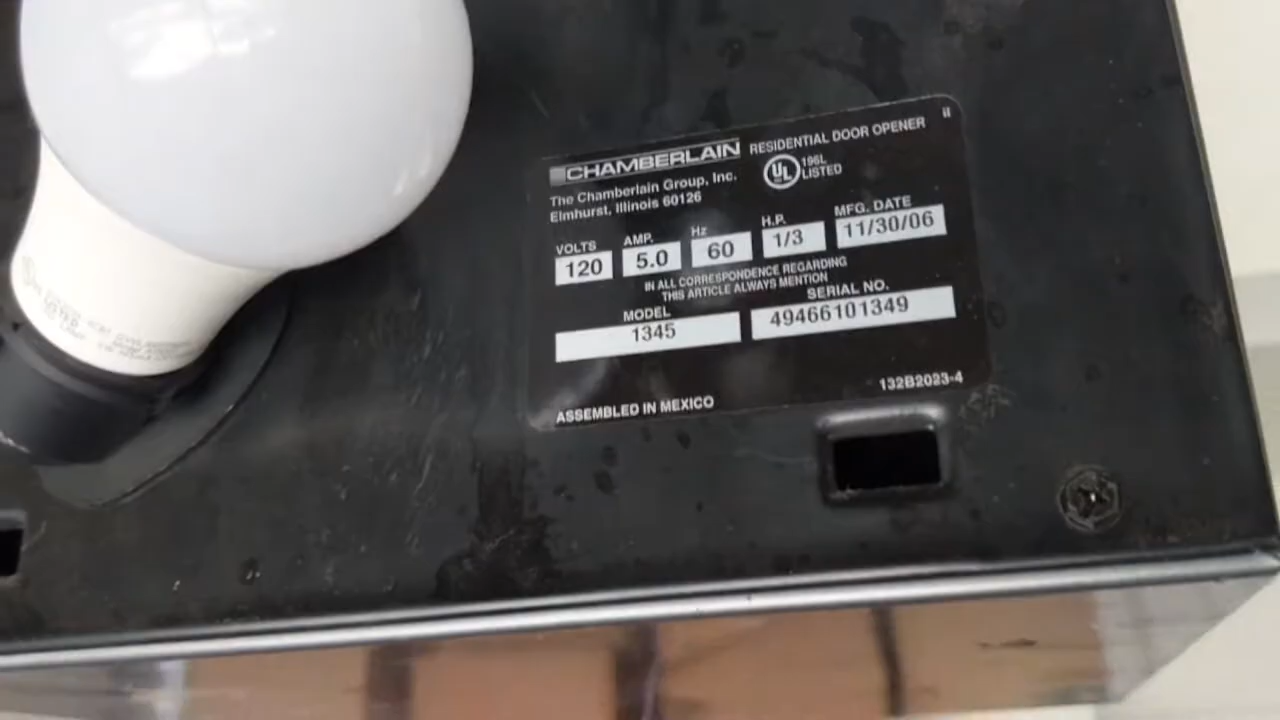 CHAMBERLAIN RESIDENTIAL DOOR OPENER
The Chamberlain Group, Inc.
Elmhurst, Illinois 60126
UL 196L LISTED
VOLTS AMP. Hz H.P. MFG. DATE
120 5.0 60 1/3 11/30/06
IN ALL CORRESPONDENCE REGARDING
THIS ARTICLE ALWAYS MENTION
MODEL SERIAL NO.
1345 49466101349
132B2023-4
ASSEMBLED IN MEXICO